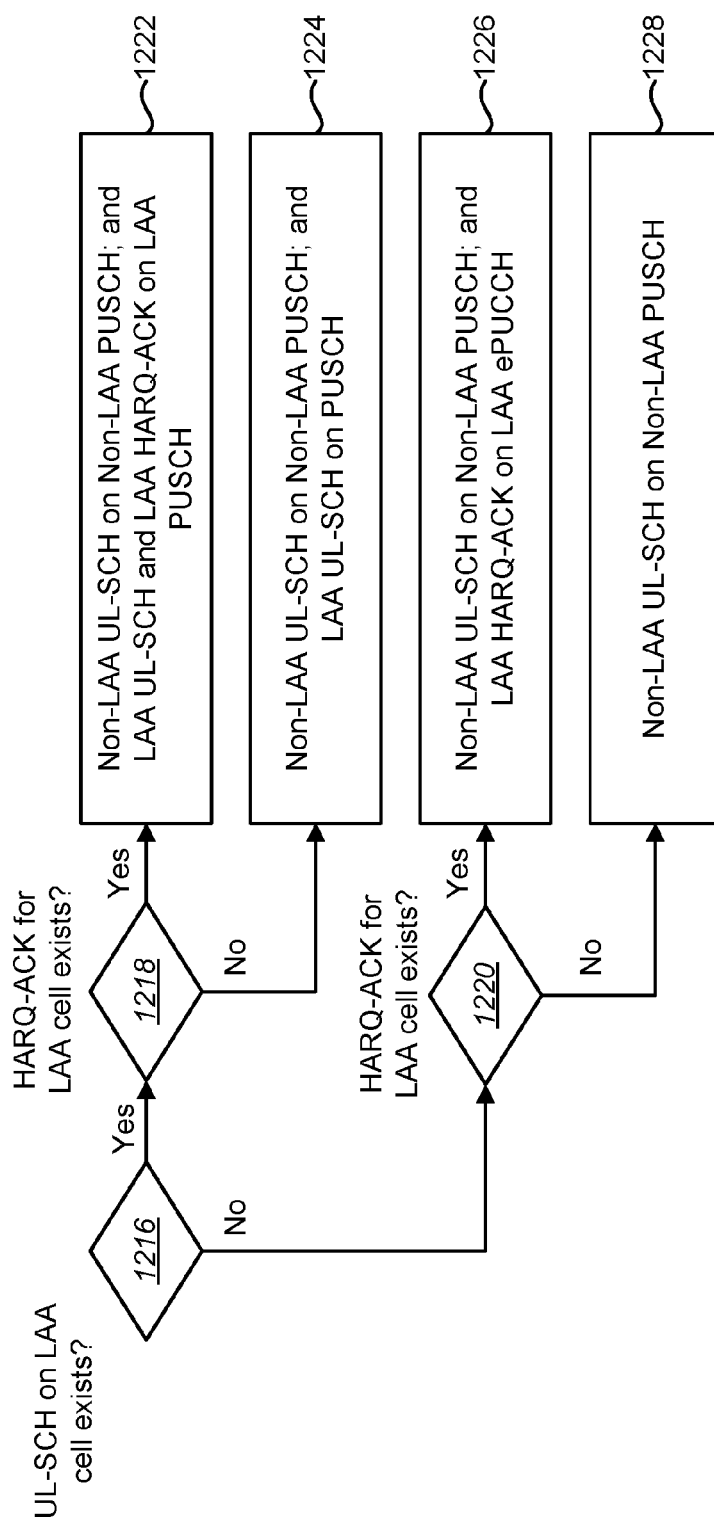 UL-SCH on LAA
cell exists?
1216
Yes
No
HARQ-ACK for
LAA cell exists?
1218
Yes
No
Non-LAA UL-SCH on Non-LAA PUSCH; and
LAA UL-SCH and LAA HARQ-ACK on LAA
PUSCH
1222
Non-LAA UL-SCH on Non-LAA PUSCH; and
LAA UL-SCH on PUSCH
1224
HARQ-ACK for
LAA cell exists?
1220
Yes
No
Non-LAA UL-SCH on Non-LAA PUSCH; and
LAA HARQ-ACK on LAA ePUCCH
1226
Non-LAA UL-SCH on Non-LAA PUSCH
1228